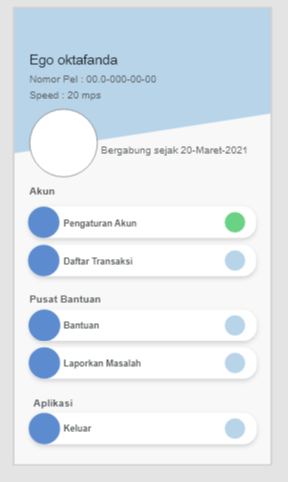 Ego oktafanda
Nomor Pel : 00.0-000-00-00
Speed : 20 mps
Bergabung sejak 20-Maret-2021
Akun
Pengaturan Akun
Daftar Transaksi
Pusat Bantuan
Bantuan
Laporkan Masalah
Aplikasi
Keluar